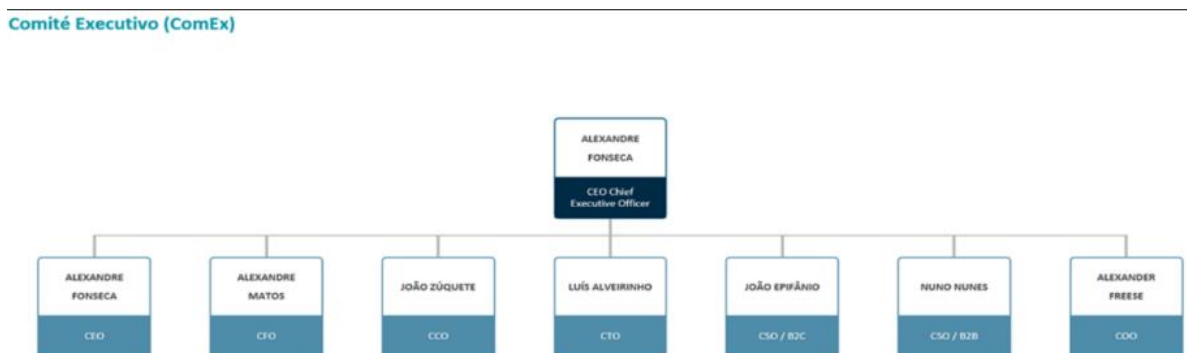 Comité Executivo (ComEx)
ALEXANDRE
FONSECA
CEO Chief
Executive Officer
ALEXANDRE
FONSECA
CEO
ALEXANDRE
MATOS
CFO
JOÃO ZÚQUETE
CCO
LUÍS ALVEIRINHO
CTO
JOÃO EPIFÂNIO
CSO / B2C
NUNO NUNES
CSO / B2B
ALEXANDER
FREESE
COO